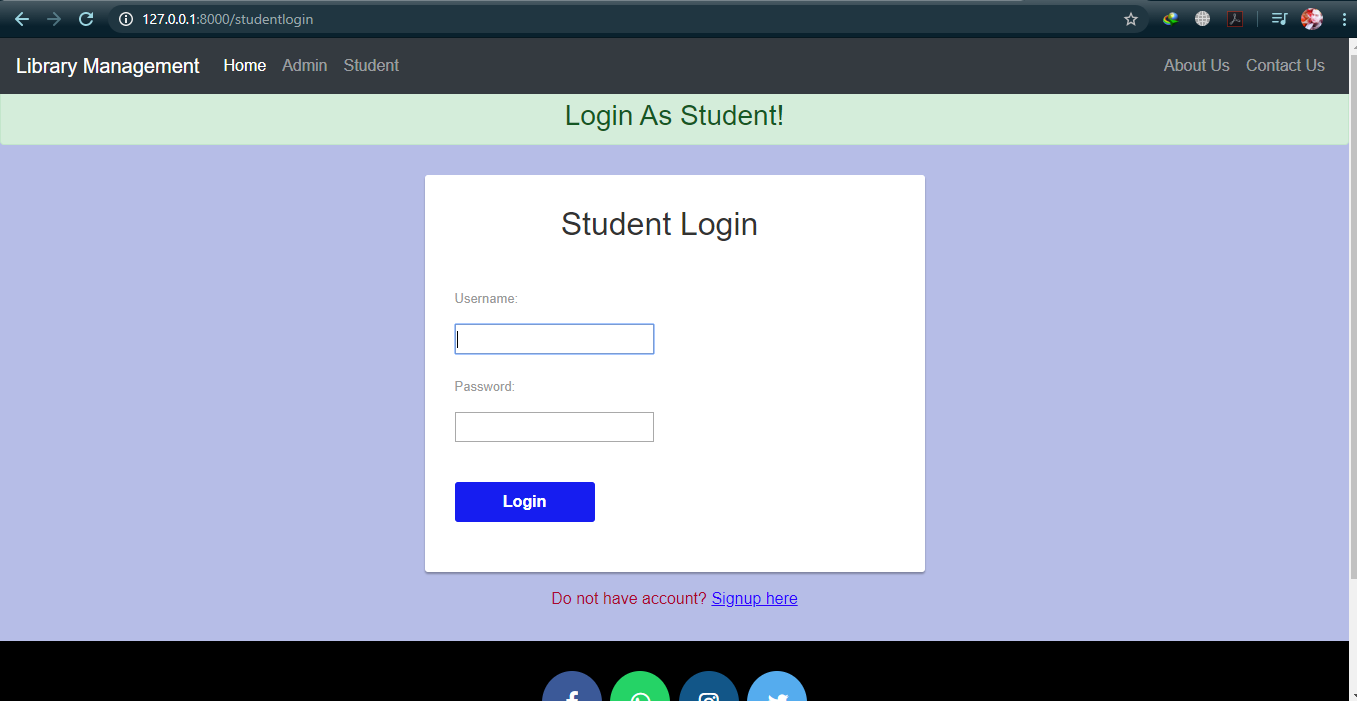 127.0.0.1:8000/studentlogin
Library Management Home Admin Student About Us Contact Us
Login As Student!
Student Login
Username:
Password:
Login
Do not have account? Signup here